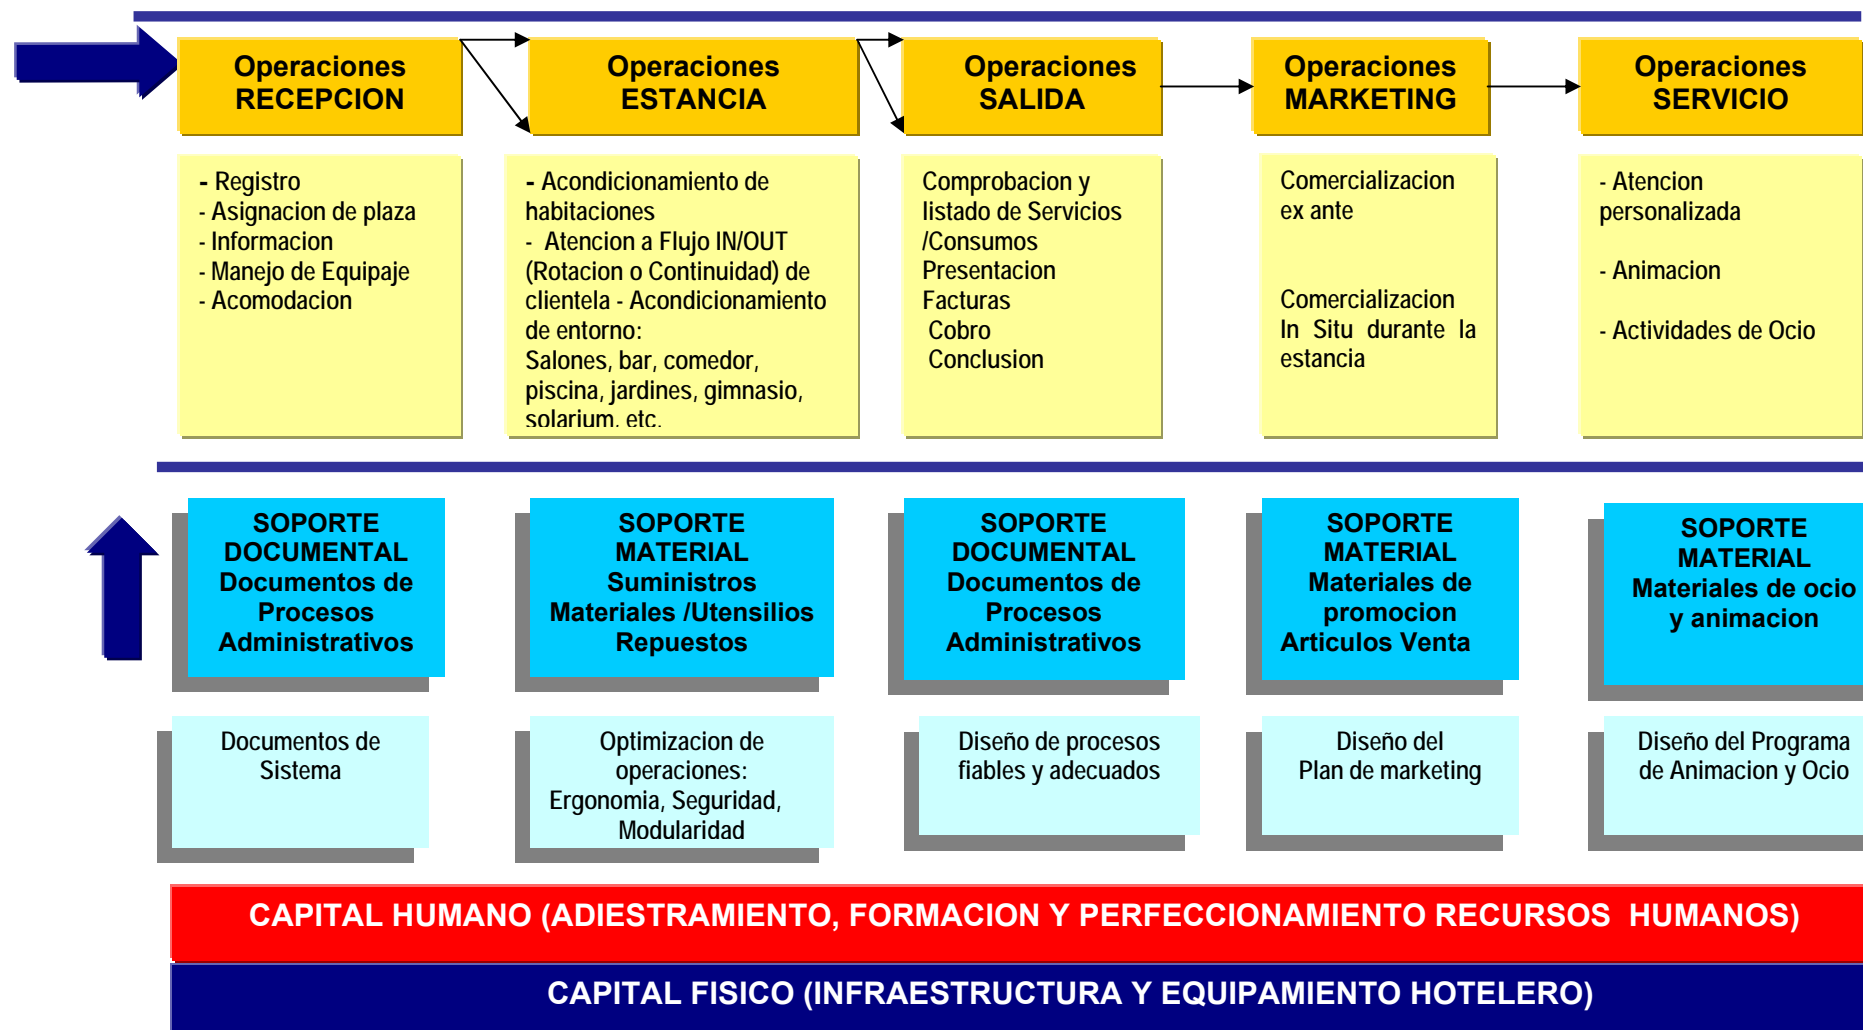 Operaciones
RECEPCION
Operaciones
ESTANCIA
Operaciones
SALIDA
Operaciones
MARKETING
Operaciones
SERVICIO
- Registro
- Asignacion de plaza
- Informacion
- Manejo de Equipaje
- Acomodacion
- Acondicionamiento de
habitaciones
- Atencion a Flujo IN/OUT
(Rotacion o Continuidad) de
clientela - Acondicionamiento
de entorno:
Salones, bar, comedor,
piscina, jardines, gimnasio,
solarium, etc.
Comprobacion y
listado de Servicios
/Consumos
Presentacion
Facturas
Cobro
Conclusion
Comercializacion
ex ante
Comercializacion
In Situ durante la
estancia
- Atencion
personalizada
- Animacion
- Actividades de Ocio
SOPORTE
DOCUMENTAL
Documentos de
Procesos
Administrativos
SOPORTE
MATERIAL
Suministros
Materiales /Utensilios
Repuestos
SOPORTE
DOCUMENTAL
Documentos de
Procesos
Administrativos
SOPORTE
MATERIAL
Materiales de
promocion
Articulos Venta
SOPORTE
MATERIAL
Materiales de ocio
y animacion
Documentos de
Sistema
Optimizacion de
operaciones:
Ergonomia, Seguridad,
Modularidad
Diseño de procesos
fiables y adecuados
Diseño del
Plan de marketing
Diseño del Programa
de Animacion y Ocio
CAPITAL HUMANO (ADIESTRAMIENTO, FORMACION Y PERFECCIONAMIENTO RECURSOS HUMANOS)
CAPITAL FISICO (INFRAESTRUCTURA Y EQUIPAMIENTO HOTELERO)